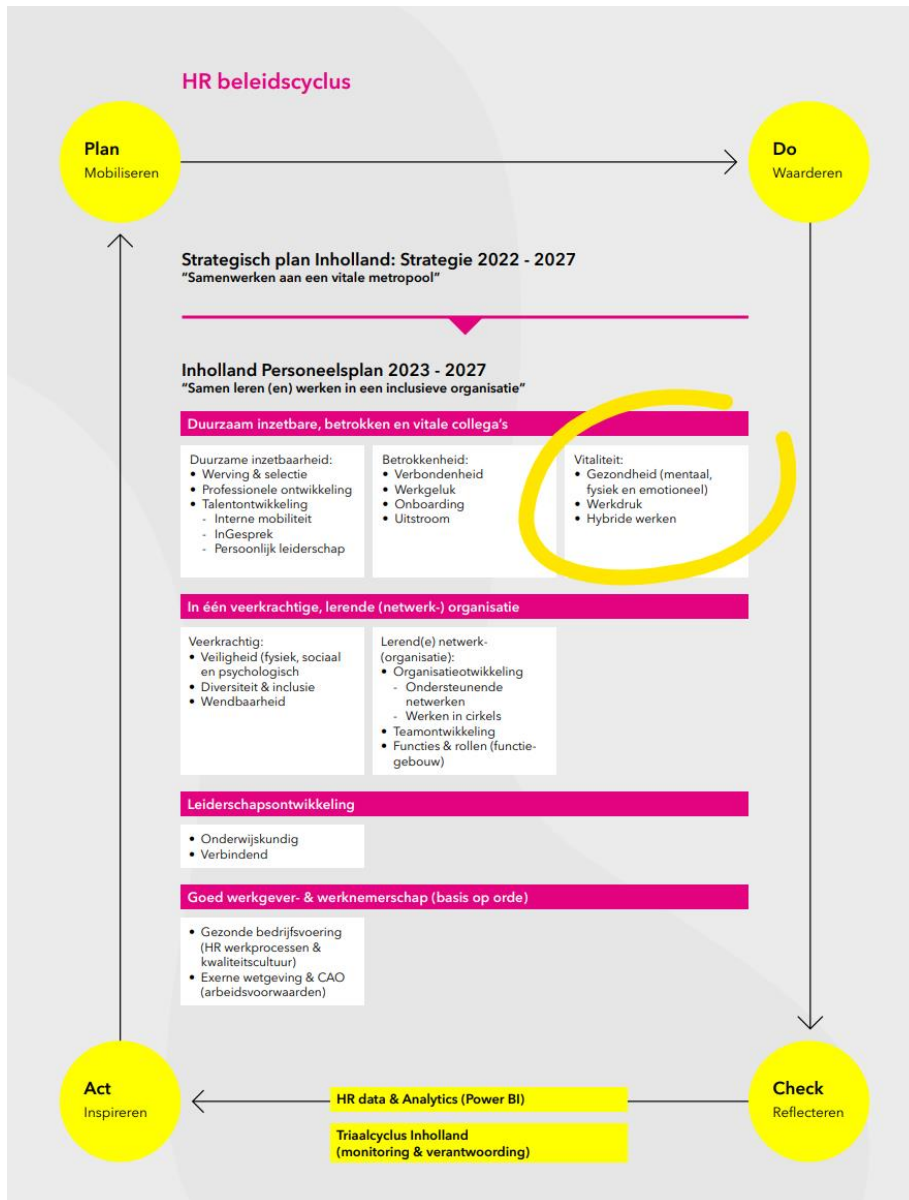 HR beleidscyclus
Plan
Mobiliseren
Do
Waarderen
Strategisch plan Inholland: Strategie 2022 - 2027
“Samenwerken aan een vitale metropool”
Inholland Personeelsplan 2023 - 2027
“Samen leren (en) werken in een inclusieve organisatie”
Duurzaam inzetbare, betrokken en vitale collega’s
Duurzame inzetbaarheid:
• Werving & selectie
• Professionele ontwikkeling
• Talentontwikkeling
- Interne mobiliteit
- InGesprek
- Persoonlijk leiderschap
Betrokkenheid:
• Verbondenheid
• Werkgeluk
• Onboarding
• Uitstroom
Vitaliteit:
• Gezondheid (mentaal,
fysiek en emotioneel)
• Werkdruk
• Hybride werken
In één veerkrachtige, lerende (netwerk-) organisatie
Veerkrachtig:
• Veiligheid (fysiek, sociaal
en psychologisch
• Diversiteit & inclusie
• Wendbaarheid
Lerend(e) netwerk-
(organisatie):
• Organisatieotwikkeling
- Ondersteunende
netwerken
- Werken in cirkels
• Teamontwikkeling
• Functies & rollen (functie-
gebouw)
Leiderschapsontwikkeling
• Onderwijskundig
• Verbindend
Goed werkgever- & werknemerschap (basis op orde)
• Gezonde bedrijfsvoering
(HR werkprocessen &
kwaliteitscultuur)
• Exerne wetgeving & CAO
(arbeidsvoorwaarden)
Act
Inspireren
HR data & Analytics (Power BI)
Triaalcyclus Inholland
(monitoring & verantwoording)
Check
Reflecteren